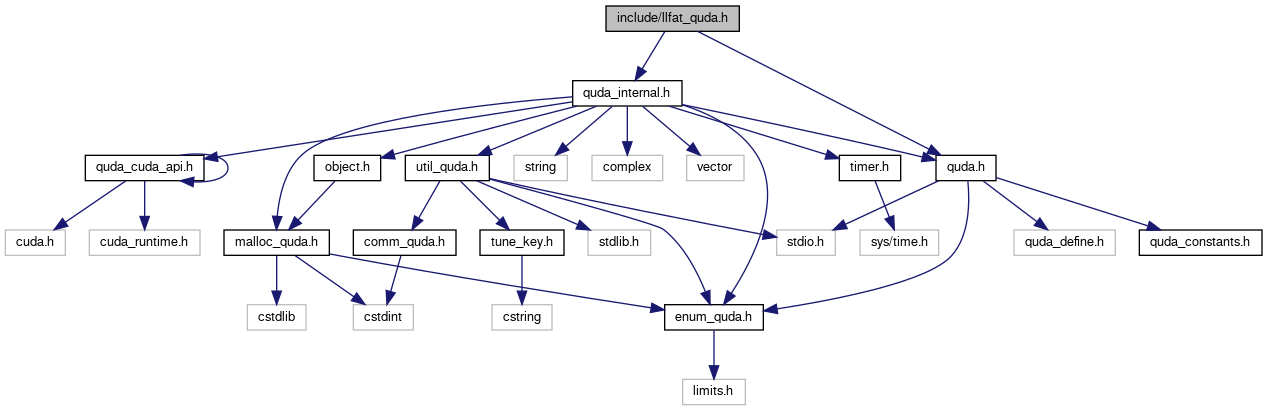 include/llfat_quda.h
quda_internal.h
quda_cuda_api.h
object.h
util_quda.h
string
complex
vector
timer.h
quda.h
cuda.h
cuda_runtime.h
malloc_quda.h
comm_quda.h
tune_key.h
stdlib.h
stdio.h
sys/time.h
quda_define.h
quda_constants.h
cstdlib
cstdint
cstring
enum_quda.h
limits.h